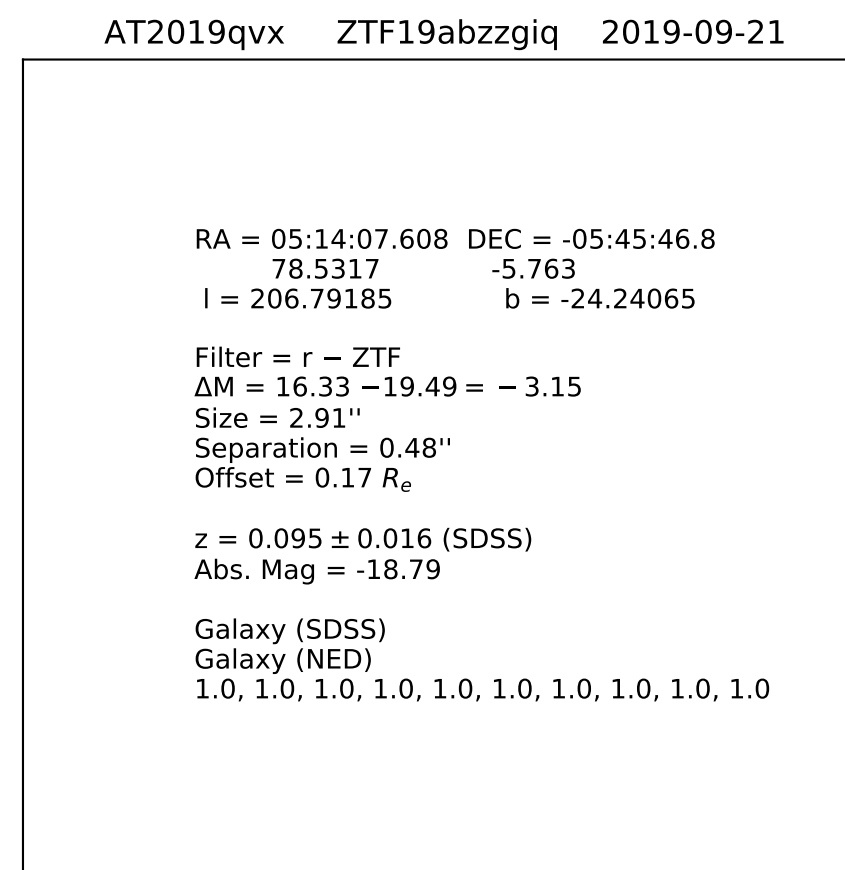 AT2019qvx ZTF19abzzgiq 2019-09-21
RA = 05:14:07.608 DEC = -05:45:46.8
78.5317 -5.763
l = 206.79185 b = -24.24065
Filter = r − ZTF
ΔM = 16.33 −19.49 = − 3.15
Size = 2.91''
Separation = 0.48''
Offset = 0.17 Re
z = 0.095 ± 0.016 (SDSS)
Abs. Mag = -18.79
Galaxy (SDSS)
Galaxy (NED)
1.0, 1.0, 1.0, 1.0, 1.0, 1.0, 1.0, 1.0, 1.0, 1.0